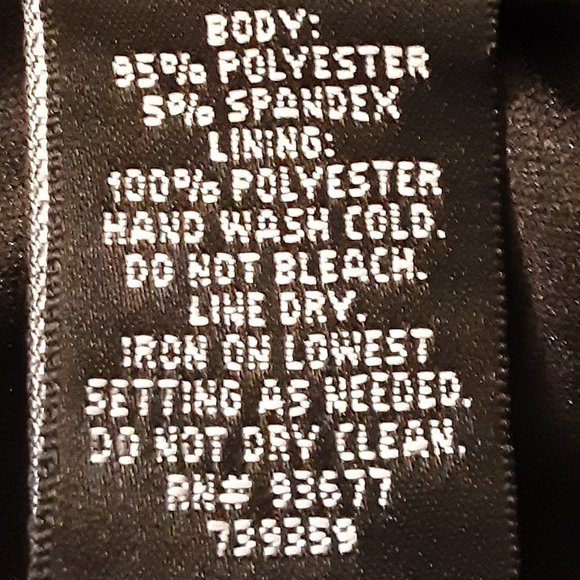 BODY:
95% POLYESTER
5% SPANDEX
LINING:
100% POLYESTER
HAND WASH COLD.
DO NOT BLEACH.
LINE DRY.
IRON ON LOWEST
SETTING AS NEEDED.
DO NOT DRY CLEAN.
RN# 93677
759359